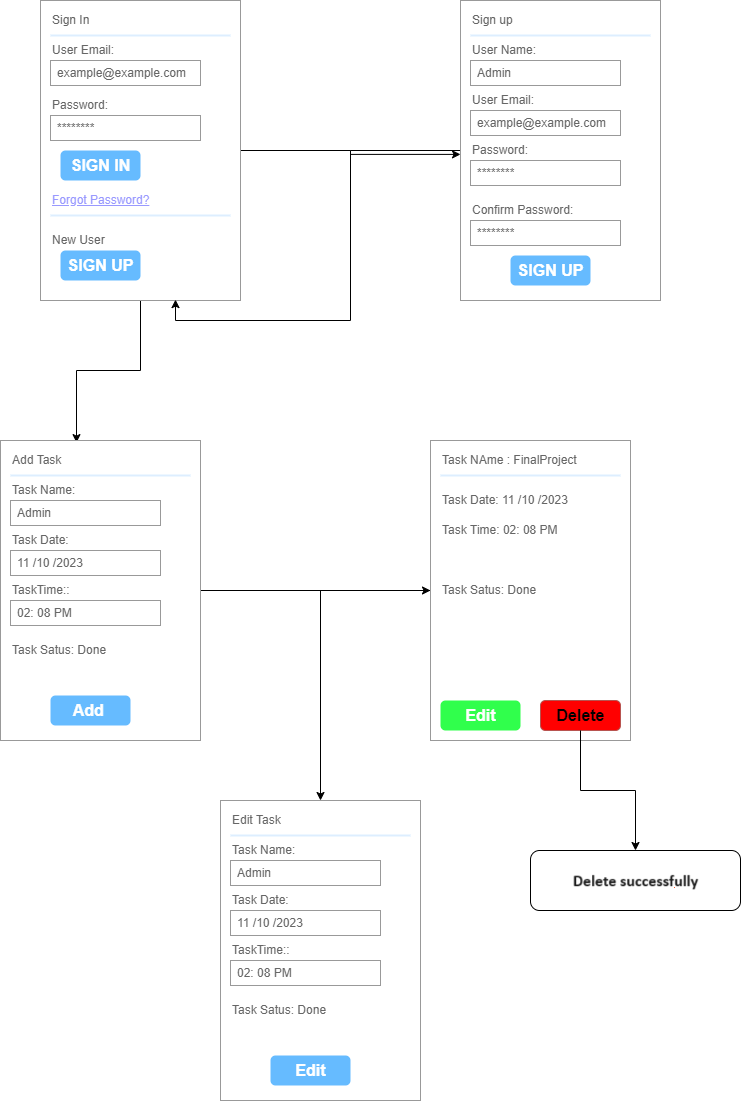 Sign In
User Email:
example@example.com
Password:
********
SIGN IN
Forgot Password?
New User
SIGN UP
Sign up
User Name:
Admin
User Email:
example@example.com
Password:
********
Confirm Password:
********
SIGN UP
Add Task
Task Name:
Admin
Task Date:
11 /10 /2023
TaskTime::
02: 08 PM
Task Satus: Done
Add
Task NAme : FinalProject
Task Date: 11 /10 /2023
Task Time: 02: 08 PM
Task Satus: Done
Edit
Delete
Edit Task
Task Name:
Admin
Task Date:
11 /10 /2023
TaskTime::
02: 08 PM
Task Satus: Done
Edit
Delete successfully